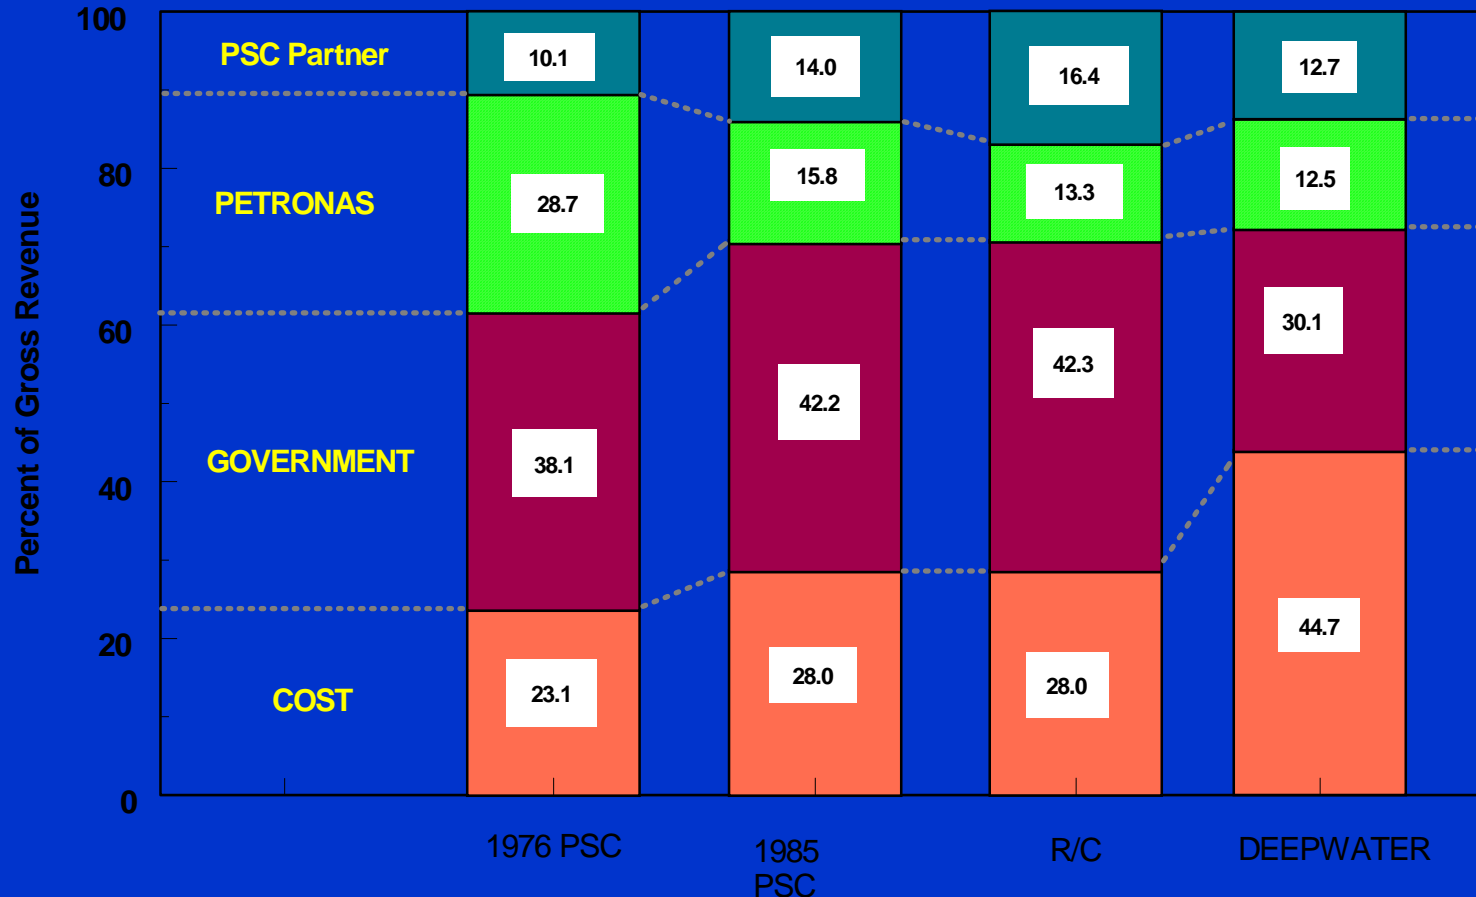 100
80
60
40
20
0
Percent of Gross Revenue
PSC Partner
PETRONAS
GOVERNMENT
COST
10.1
28.7
38.1
23.1
14.0
15.8
42.2
28.0
16.4
13.3
42.3
28.0
12.7
12.5
30.1
44.7
1976 PSC
1985
PSC
R/C
DEEPWATER